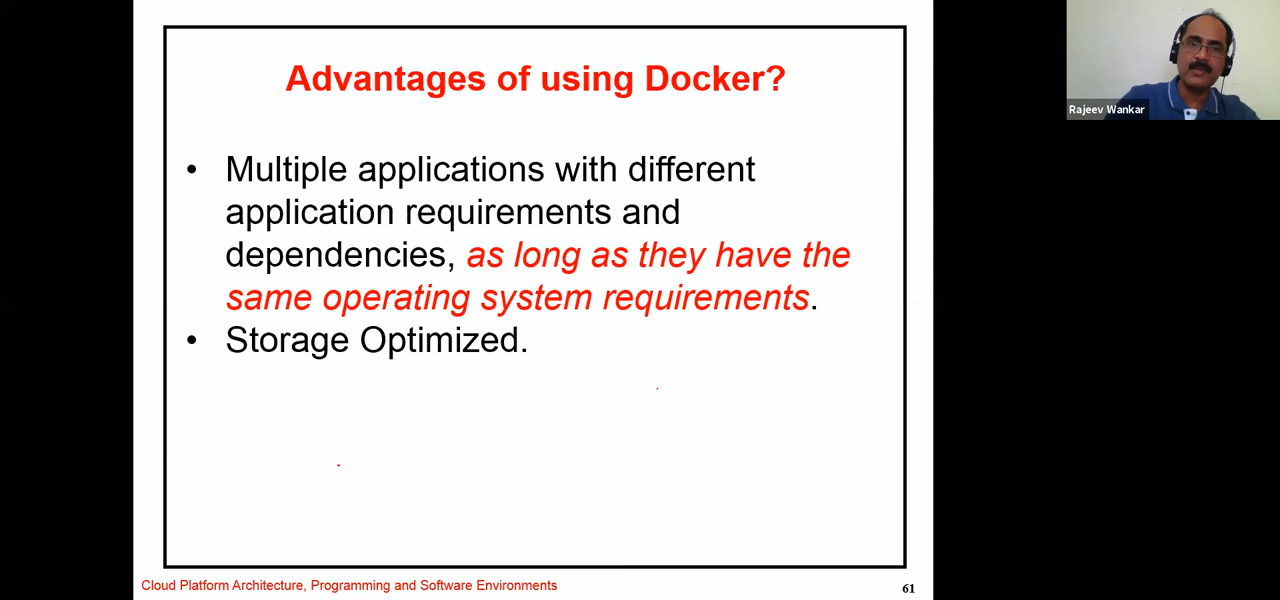 Advantages of using Docker?
• Multiple applications with different
application requirements and
dependencies, as long as they have the
same operating system requirements.
• Storage Optimized.
Cloud Platform Architecture, Programming and Software Environments
61
Rajeev Wankar